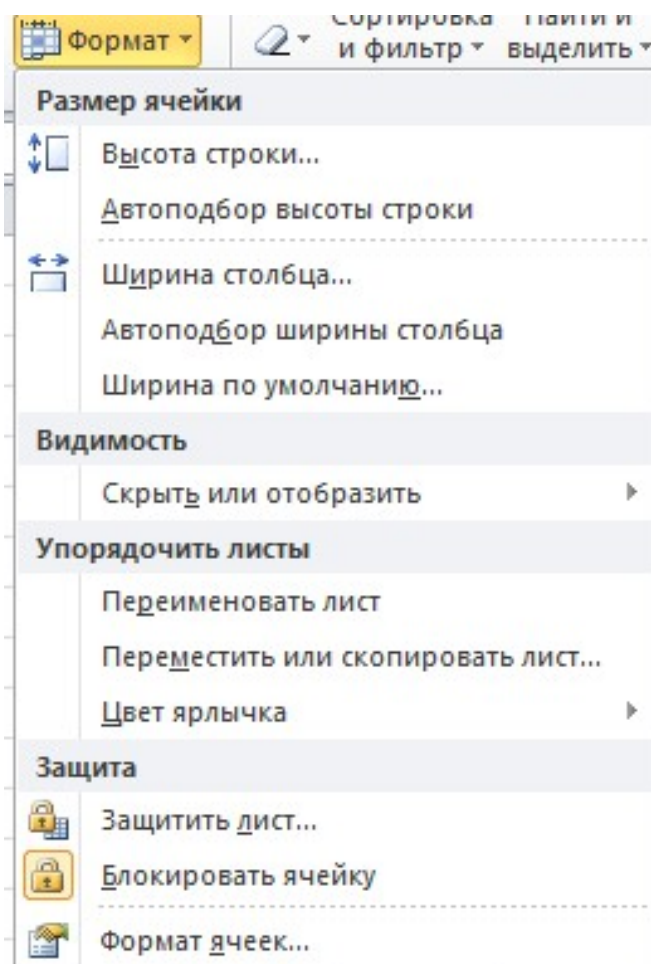 Формат
Сортировка Найти и
и фильтр выделить
Размер ячейки
Высота строки...
Автоподбор высоты строки
Ширина столбца...
Автоподбор ширины столбца
Ширина по умолчанию...
Видимость
Скрыть или отобразить
Упорядочить листы
Переименовать лист
Переместить или скопировать лист...
Цвет ярлычка
Защита
Защитить лист...
Блокировать ячейку
Формат ячеек...